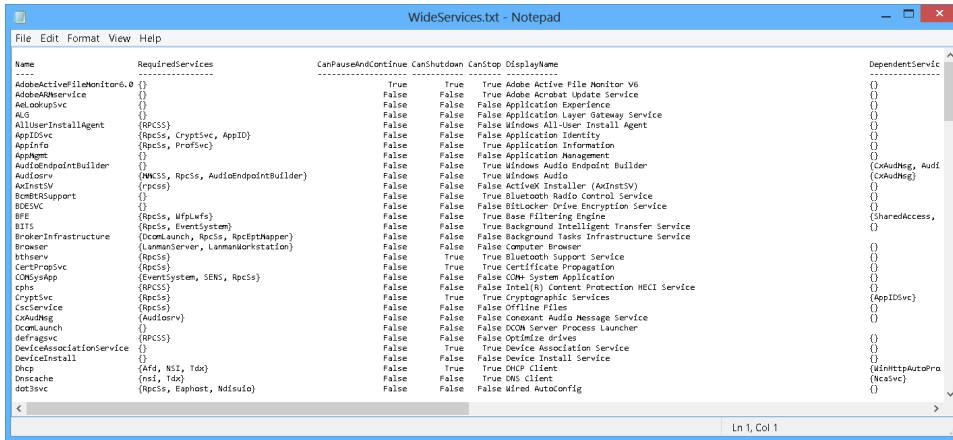 WideServices.txt - Notepad
File Edit Format View Help
Name RequiredServices CanPauseAndContinue CanShutdown CanStop DisplayName DependentServic
---- ---------------- ------------------- ----------- ------- ----------- ---------------
AdobeActiveFileMonitor6.0 {} True True True Adobe Active File Monitor V6 {}
AdobeARMservice {} False False True Adobe Acrobat Update Service {}
AeLookupSvc {} False False False Application Experience {}
ALG {} False False False Application Layer Gateway Service {}
AllUserInstallAgent {RPCSS} False False False Windows All-User Install Agent {}
AppIDSvc {RpcSs, CryptSvc, AppID} False False False Application Identity {}
Appinfo {RpcSs, ProfSvc} False False True Application Information {}
AppMgmt {} False False False Application Management {}
AudioEndpointBuilder {} False False True Windows Audio Endpoint Builder {CxAudMsg, Audi
Audiosrv {MMCSS, RpcSs, AudioEndpointBuilder} False False True Windows Audio {CxAudMsg}
AxInstSV {rpcss} False False False ActiveX Installer (AxInstSV) {}
BcmBtRSupport {} False False True Bluetooth Radio Control Service {}
BDESVC {} False False False BitLocker Drive Encryption Service {}
BFE {RpcSs, WfpLwfs} False False True Base Filtering Engine {SharedAccess,
BITS {RpcSs, EventSystem} False False True Background Intelligent Transfer Service {}
BrokerInfrastructure {DcomLaunch, RpcSs, RpcEptMapper} False False False Background Tasks Infrastructure Service
Browser {LanmanServer, LanmanWorkstation} False False False Computer Browser {}
bthserv {RpcSs} False True True Bluetooth Support Service {}
CertPropSvc {RpcSs} False True True Certificate Propagation {}
COMSysApp {EventSystem, SENS, RpcSs} False False False COM+ System Application {}
cphs {RPCSS} False False False Intel(R) Content Protection HECI Service {}
CryptSvc {RpcSs} False True True Cryptographic Services {AppIDSvc}
CscService {RpcSs} False False False Offline Files {}
CxAudMsg {Audiosrv} False False False Conexant Audio Message Service {}
DcomLaunch {} False False False DCOM Server Process Launcher
defragsvc {RPCSS} False False False Optimize drives {}
DeviceAssociationService {} False True True Device Association Service {}
DeviceInstall {} False False False Device Install Service {}
Dhcp {Afd, NSI, Tdx} False True True DHCP Client {WinHttpAutoPro
Dnscache {nsi, Tdx} False False True DNS Client {NcaSvc}
dot3svc {RpcSs, Eaphost, Ndisuio} False False False Wired AutoConfig {}
Ln 1, Col 1